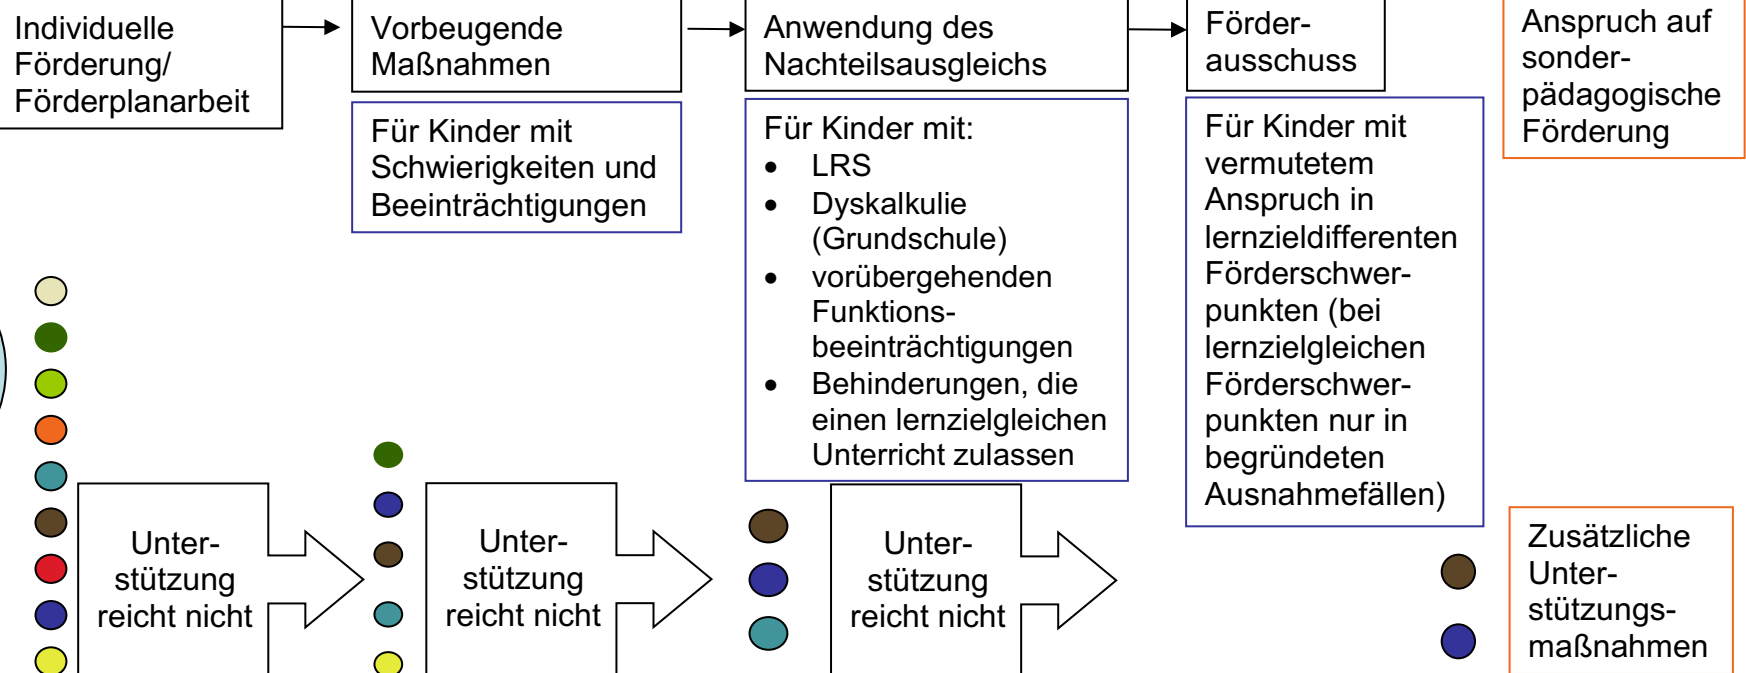 Individuelle
Förderung/
Förderplanarbeit
Vorbeugende
Maßnahmen
Für Kinder mit
Schwierigkeiten und
Beeinträchtigungen
Anwendung des
Nachteilsausgleichs
Für Kinder mit:
• LRS
• Dyskalkulie
(Grundschule)
• vorübergehenden
Funktions-
beeinträchtigungen
• Behinderungen, die
einen lernzielgleichen
Unterricht zulassen
Förder-
ausschuss
Für Kinder mit
vermutetem
Anspruch in
lernzieldifferenten
Förderschwer-
punkten (bei
lernzielgleichen
Förderschwer-
punkten nur in
begründeten
Ausnahmefällen)
Anspruch auf
sonder-
pädagogische
Förderung
Unter-
stützung
reicht nicht
Unter-
stützung
reicht nicht
Unter-
stützung
reicht nicht
Zusätzliche
Unter-
stützungs-
maßnahmen